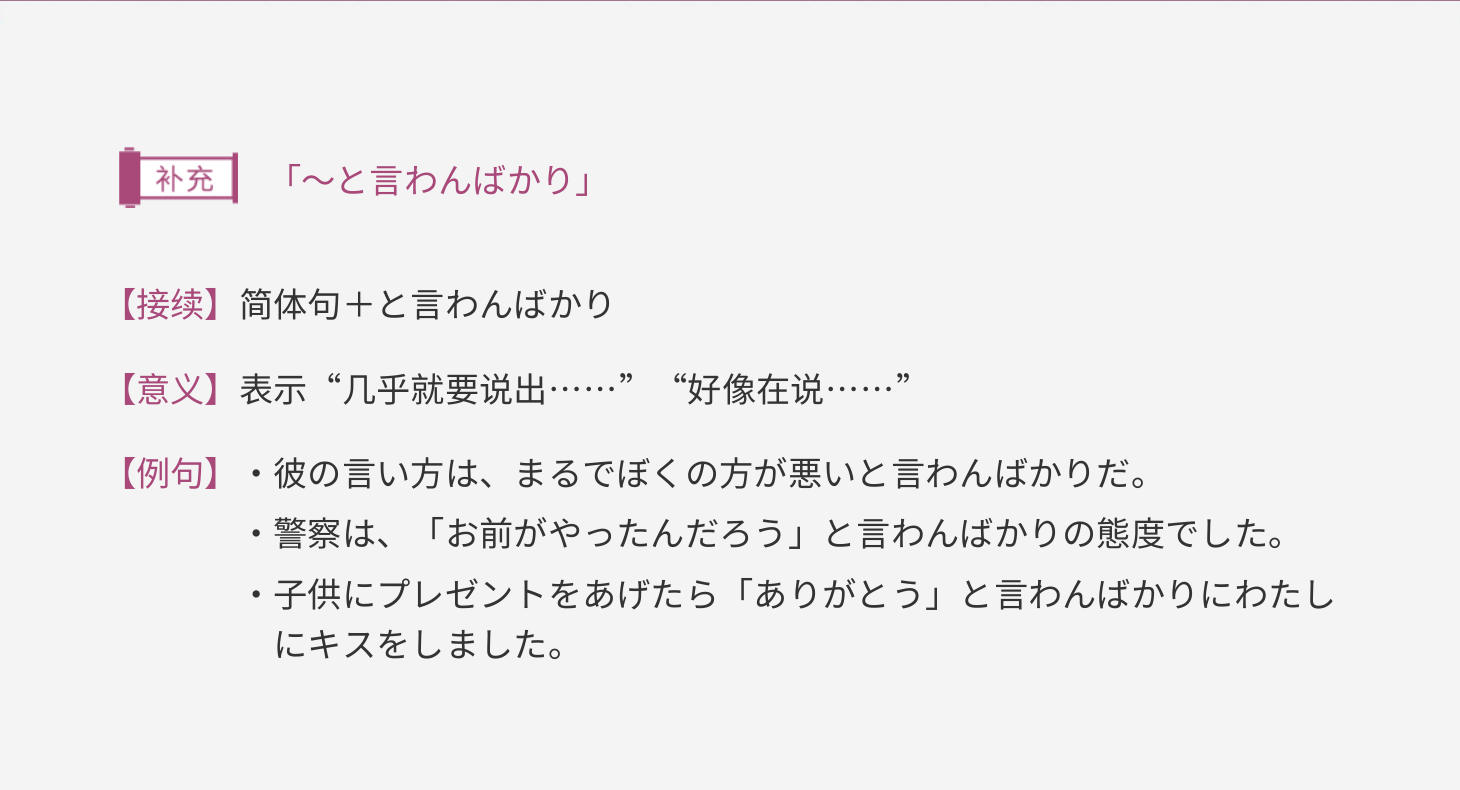 补充 「～と言わんばかり」
【接续】简体句＋と言わんばかり
【意义】表示“几乎就要说出……” “好像在说……”
【例句】・彼の言い方は、まるでぼくの方が悪いと言わんばかりだ。
・警察は、「お前がやったんだろう」と言わんばかりの態度でした。
・子供にプレゼントをあげたら「ありがとう」と言わんばかりにわたし
にキスをしました。